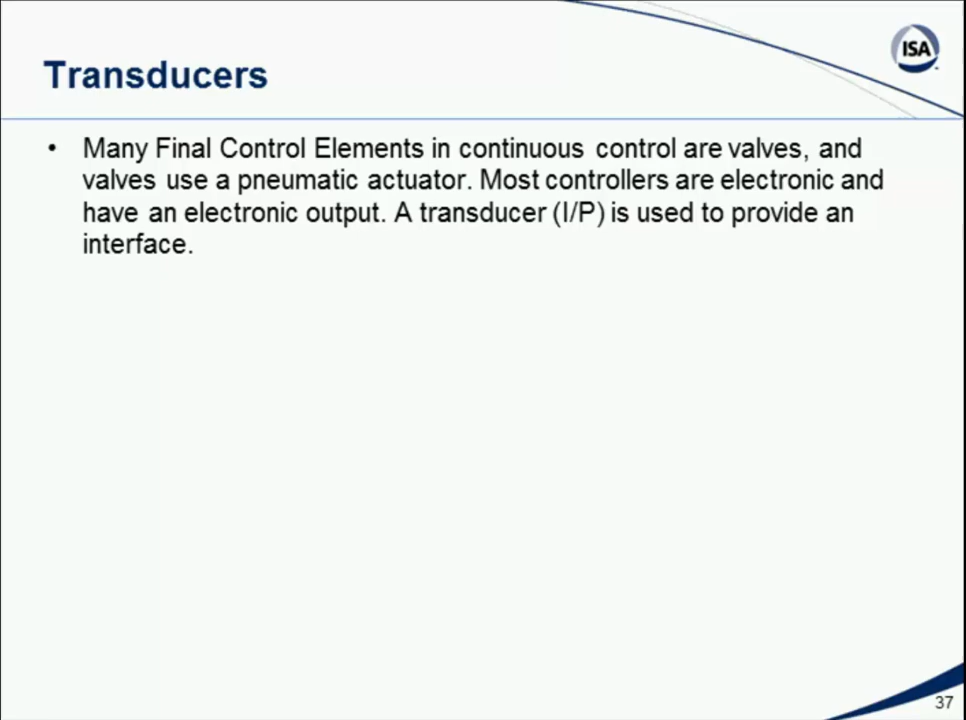 ISA
Transducers
• Many Final Control Elements in continuous control are valves, and
valves use a pneumatic actuator. Most controllers are electronic and
have an electronic output. A transducer (I/P) is used to provide an
interface.
37